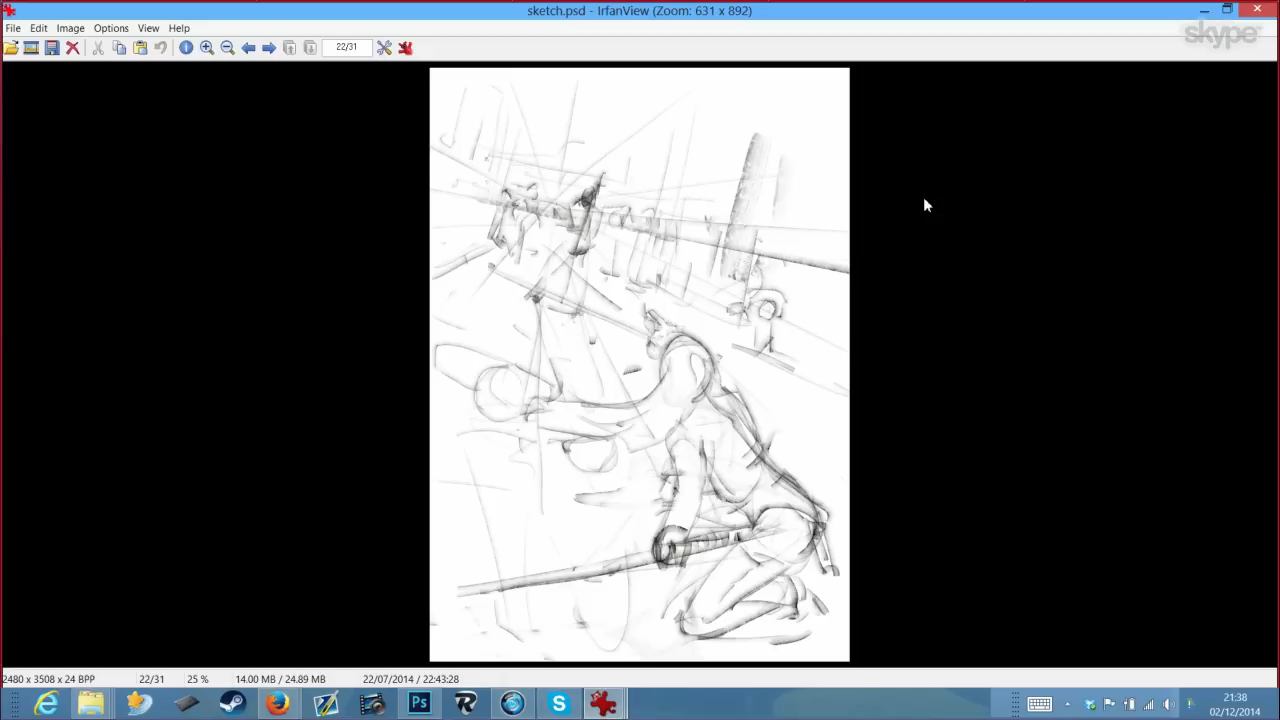 sketch.psd - IrfanView (Zoom: 631 x 892)
File Edit Image Options View Help
skype™
22/31
2480 x 3508 x 24 BPP 22/31 25 % 14.00 MB / 24.89 MB 22/07/2014 / 22:43:28
Ps
21:38
02/12/2014